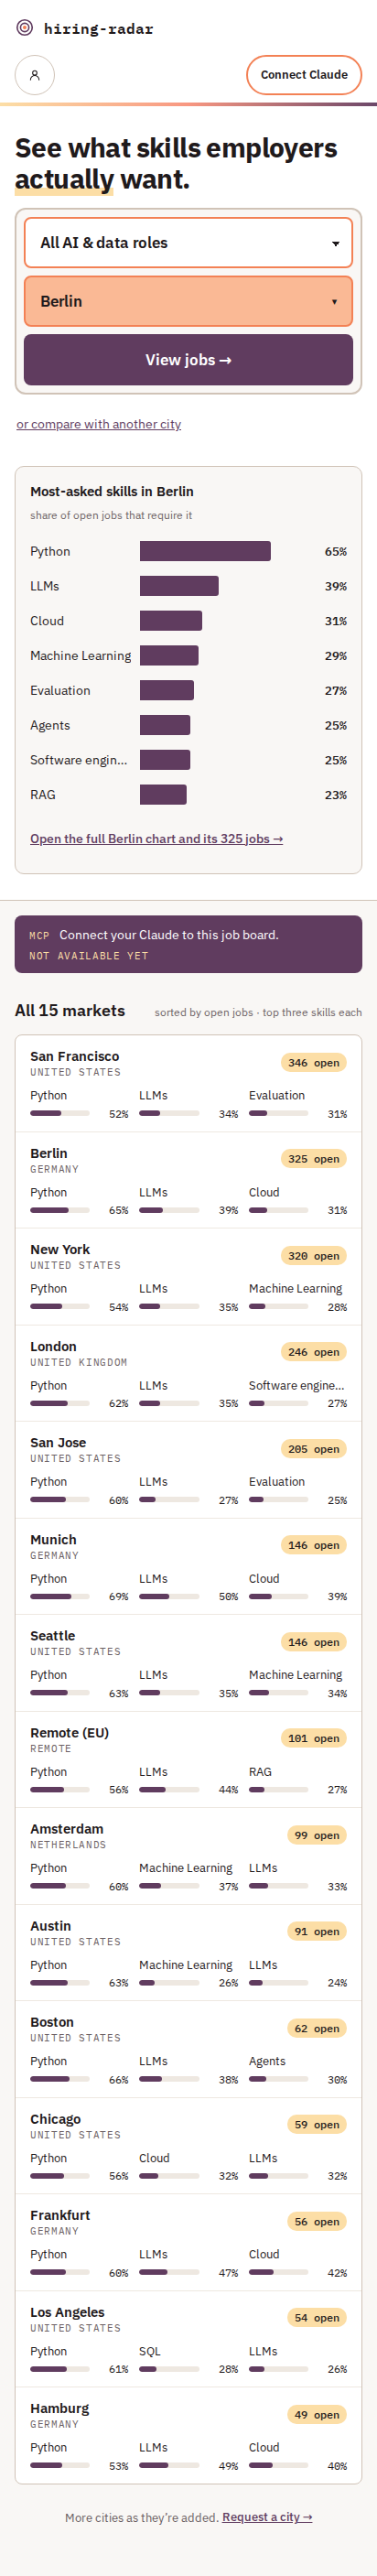 hiring-radar
Connect Claude
See what skills employers
actually want.
All AI & data roles
Berlin
View jobs →
or compare with another city
Most-asked skills in Berlin
share of open jobs that require it
Python 65%
LLMs 39%
Cloud 31%
Machine Learning 29%
Evaluation 27%
Agents 25%
Software engin... 25%
RAG 23%
Open the full Berlin chart and its 325 jobs →
MCP Connect your Claude to this job board.
NOT AVAILABLE YET
All 15 markets sorted by open jobs · top three skills each
San Francisco 346 open
UNITED STATES
Python LLMs Evaluation
52% 34% 31%
Berlin 325 open
GERMANY
Python LLMs Cloud
65% 39% 31%
New York 320 open
UNITED STATES
Python LLMs Machine Learning
54% 35% 28%
London 246 open
UNITED KINGDOM
Python LLMs Software engine...
62% 35% 27%
San Jose 205 open
UNITED STATES
Python LLMs Evaluation
60% 27% 25%
Munich 146 open
GERMANY
Python LLMs Cloud
69% 50% 39%
Seattle 146 open
UNITED STATES
Python LLMs Machine Learning
63% 35% 34%
Remote (EU) 101 open
REMOTE
Python LLMs RAG
56% 44% 27%
Amsterdam 99 open
NETHERLANDS
Python Machine Learning LLMs
60% 37% 33%
Austin 91 open
UNITED STATES
Python Machine Learning LLMs
63% 26% 24%
Boston 62 open
UNITED STATES
Python LLMs Agents
66% 38% 30%
Chicago 59 open
UNITED STATES
Python Cloud LLMs
56% 32% 32%
Frankfurt 56 open
GERMANY
Python LLMs Cloud
60% 47% 42%
Los Angeles 54 open
UNITED STATES
Python SQL LLMs
61% 28% 26%
Hamburg 49 open
GERMANY
Python LLMs Cloud
53% 49% 40%
More cities as they're added. Request a city →